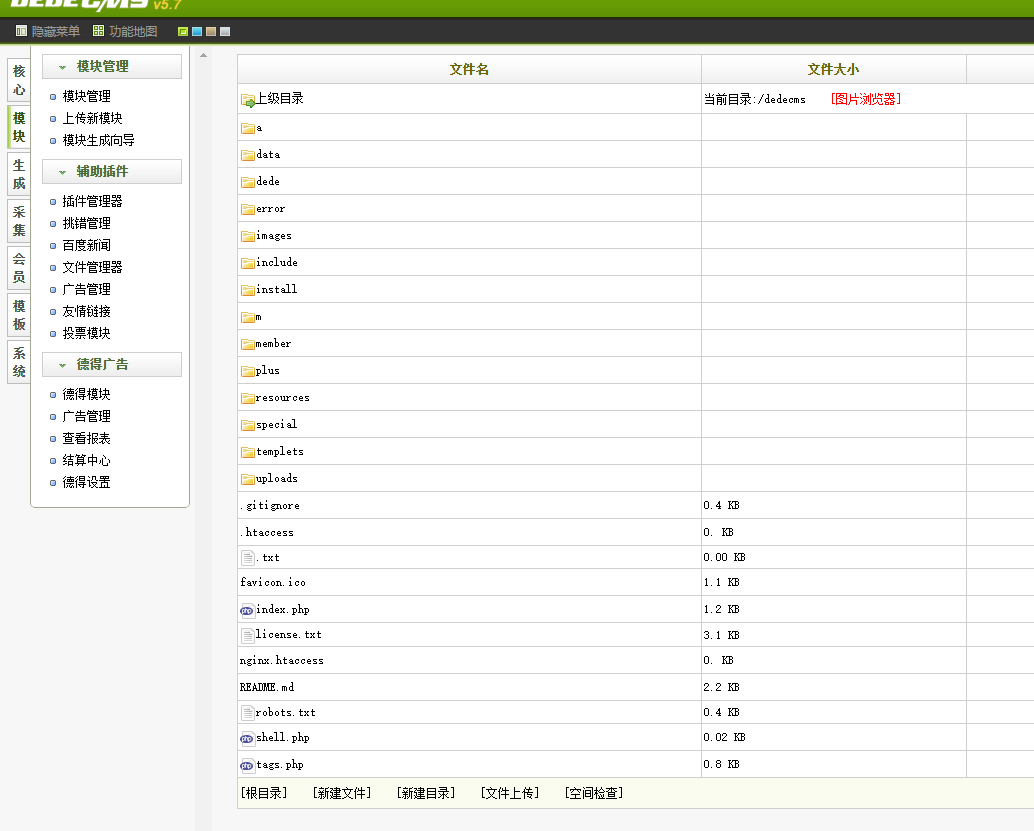 DEDECMS v5.7
隐藏菜单 功能地图
核心
模块
生成
采集
会员
模板
系统
模块管理
模块管理
上传新模块
模块生成向导
辅助插件
插件管理器
挑错管理
百度新闻
文件管理器
广告管理
友情链接
投票模块
德得广告
德得模块
广告管理
查看报表
结算中心
德得设置
文件名 文件大小
上级目录 当前目录:/dedecms [图片浏览器]
a
data
dede
error
images
include
install
m
member
plus
resources
special
templets
uploads
.gitignore 0.4 KB
.htaccess 0. KB
.txt 0.00 KB
favicon.ico 1.1 KB
index.php 1.2 KB
license.txt 3.1 KB
nginx.htaccess 0. KB
README.md 2.2 KB
robots.txt 0.4 KB
shell.php 0.02 KB
tags.php 0.8 KB
[根目录] [新建文件] [新建目录] [文件上传] [空间检查]